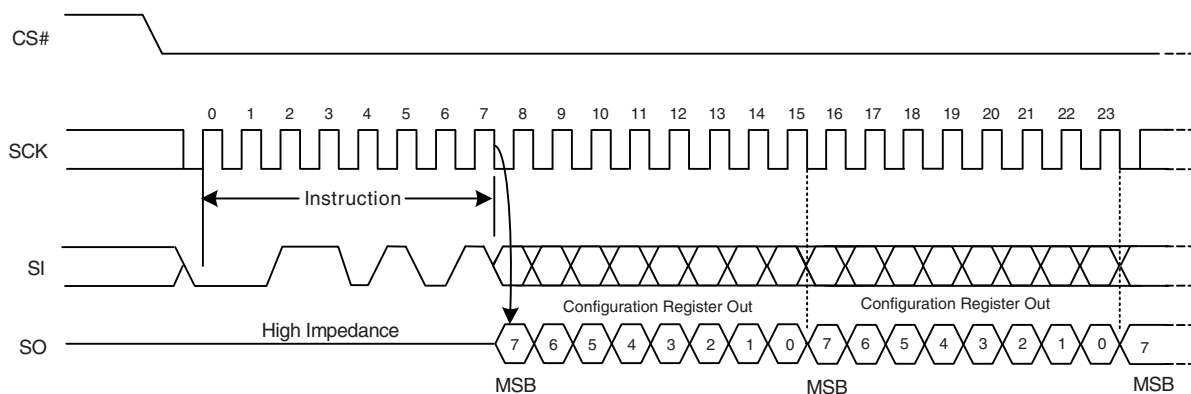 CS#
0 1 2 3 4 5 6 7 8 9 10 11 12 13 14 15 16 17 18 19 20 21 22 23
SCK
Instruction
SI
Configuration Register Out Configuration Register Out
High Impedance
SO 7 6 5 4 3 2 1 0 7 6 5 4 3 2 1 0 7
MSB MSB MSB